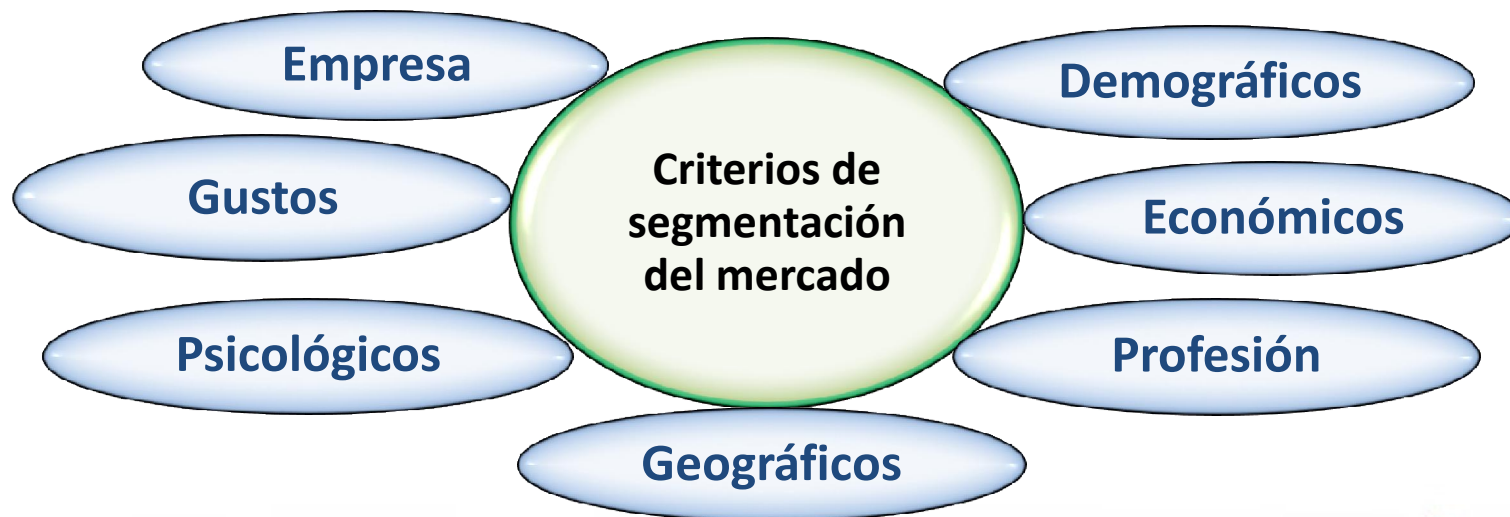 Empresa
Demográficos
Gustos
Criterios de
segmentación
del mercado
Económicos
Psicológicos
Profesión
Geográficos